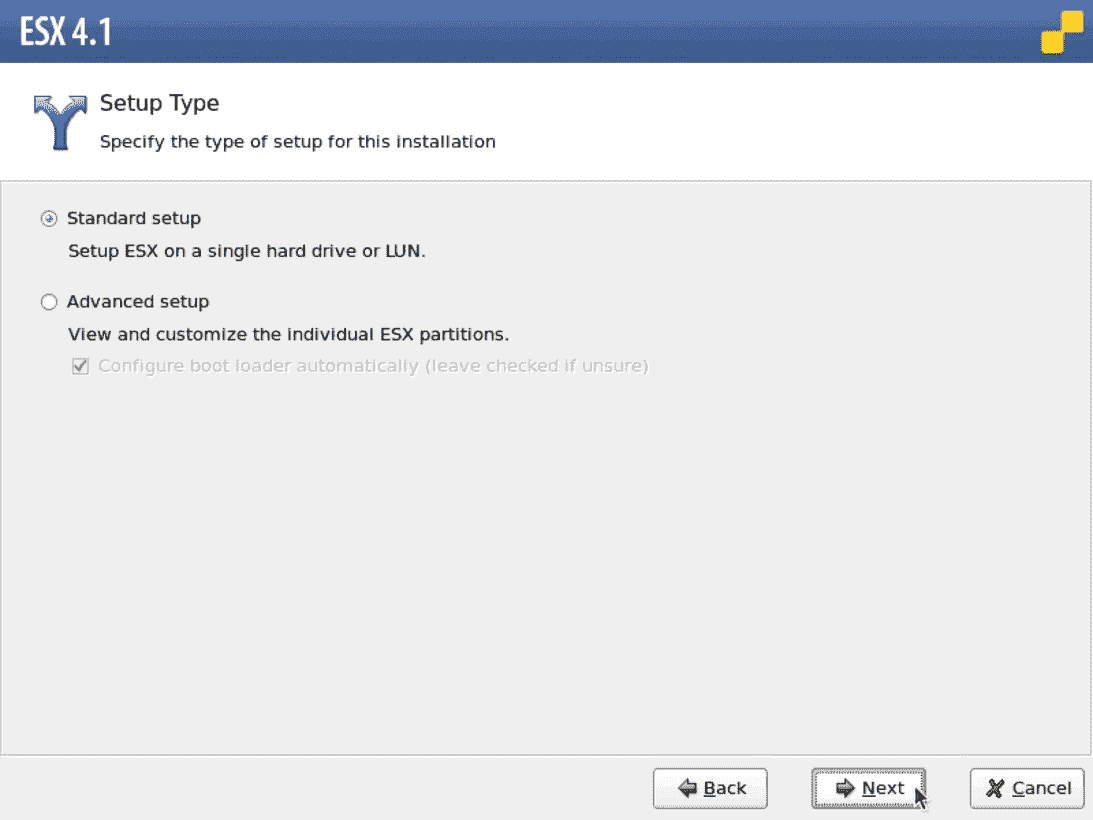 ESX 4.1
Setup Type
Specify the type of setup for this installation
Standard setup
Setup ESX on a single hard drive or LUN.
Advanced setup
View and customize the individual ESX partitions.
Configure boot loader automatically (leave checked if unsure)
Back Next Cancel